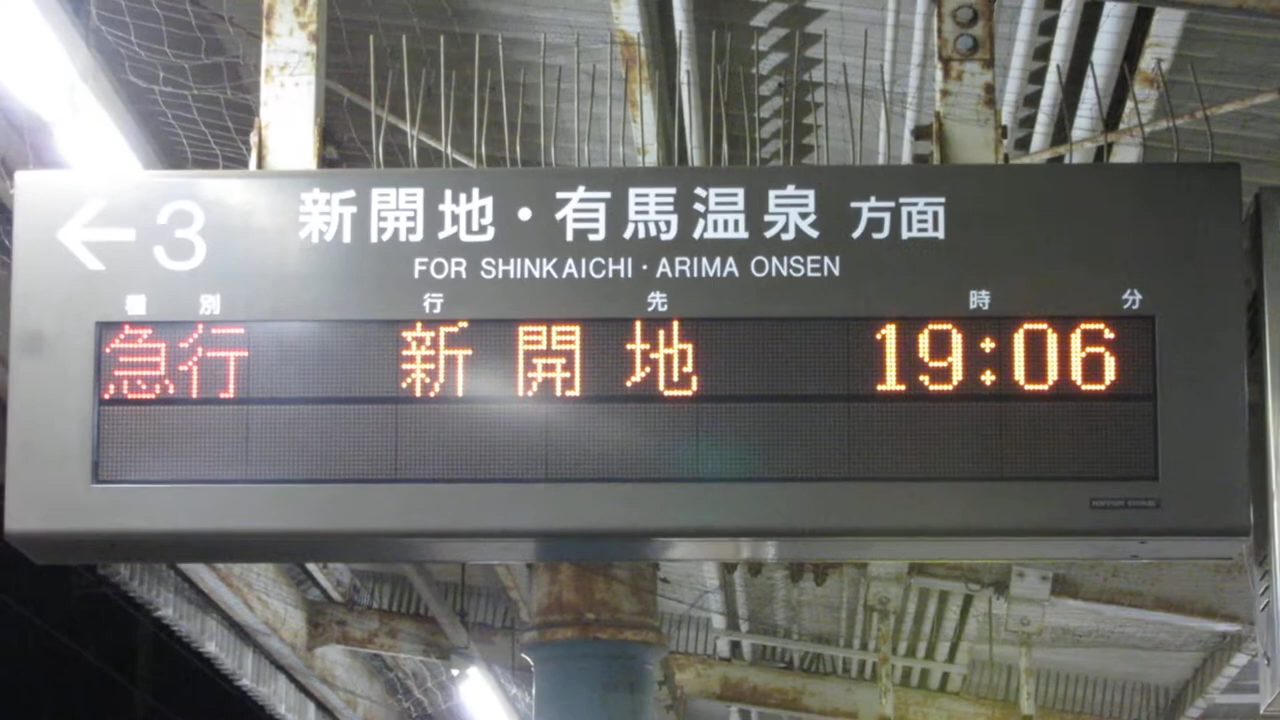 ← 3 新開地・有馬温泉 方面
FOR SHINKAICHI・ARIMA ONSEN
種別 行先 時分
急行 新開地 19:06